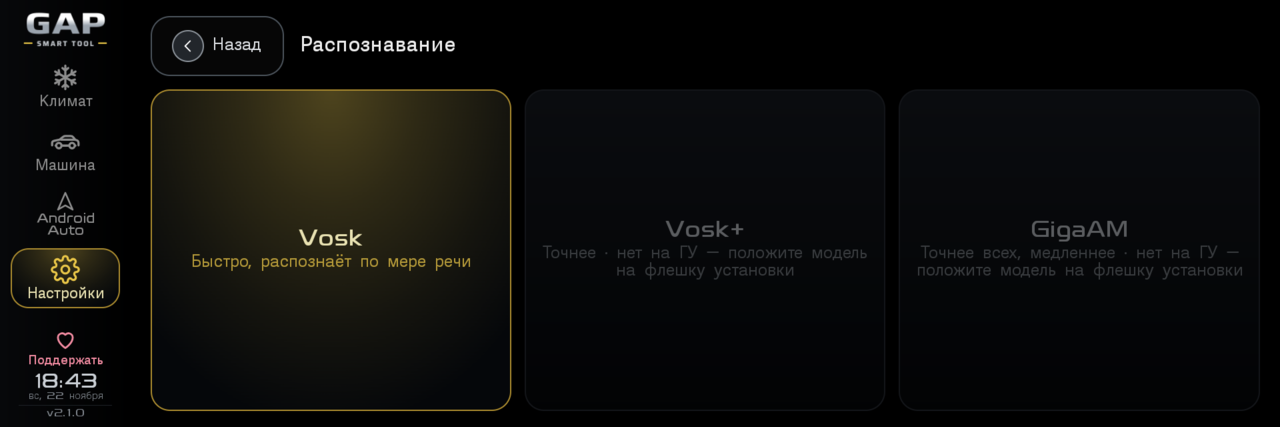 GAP
SMART TOOL
Климат
Машина
Android
Auto
Настройки
Поддержать
18:43
вс, 22 ноября
v2.1.0
Назад
Распознавание
Vosk
Быстро, распознаёт по мере речи
Vosk+
Точнее · нет на ГУ — положите модель
на флешку установки
GigaAM
Точнее всех, медленнее · нет на ГУ —
положите модель на флешку установки